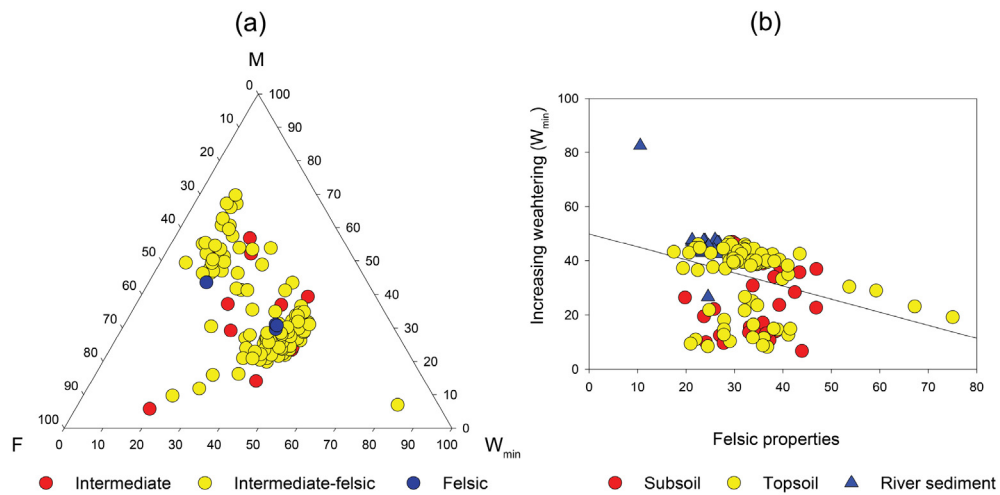 (a)
M
0
100
10
90
20
80
30
70
40
60
50
50
60
40
70
30
80
20
90
10
100
0
0 10 20 30 40 50 60 70 80 90 100
F
Wmin
Intermediate Intermediate-felsic Felsic
(b)
Increasing weahtering (Wmin)
100
80
60
40
20
0
0 10 20 30 40 50 60 70 80
Felsic properties
Subsoil Topsoil River sediment